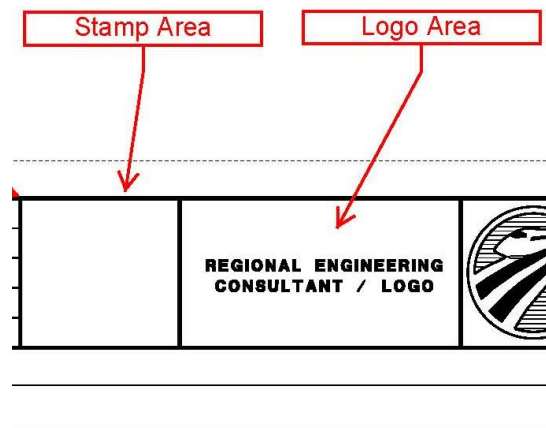 Stamp Area
Logo Area
REGIONAL ENGINEERING
CONSULTANT / LOGO